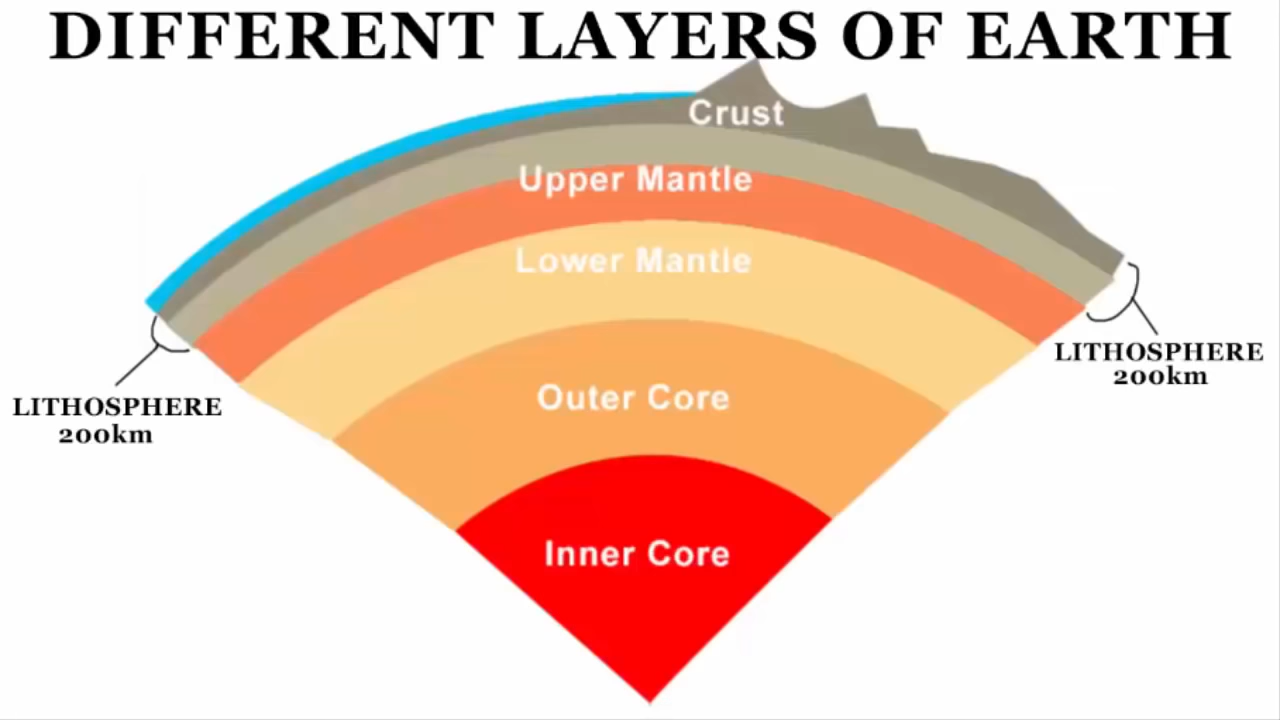 DIFFERENT LAYERS OF EARTH
Crust
Upper Mantle
Lower Mantle
Outer Core
Inner Core
LITHOSPHERE
200km
LITHOSPHERE
200km